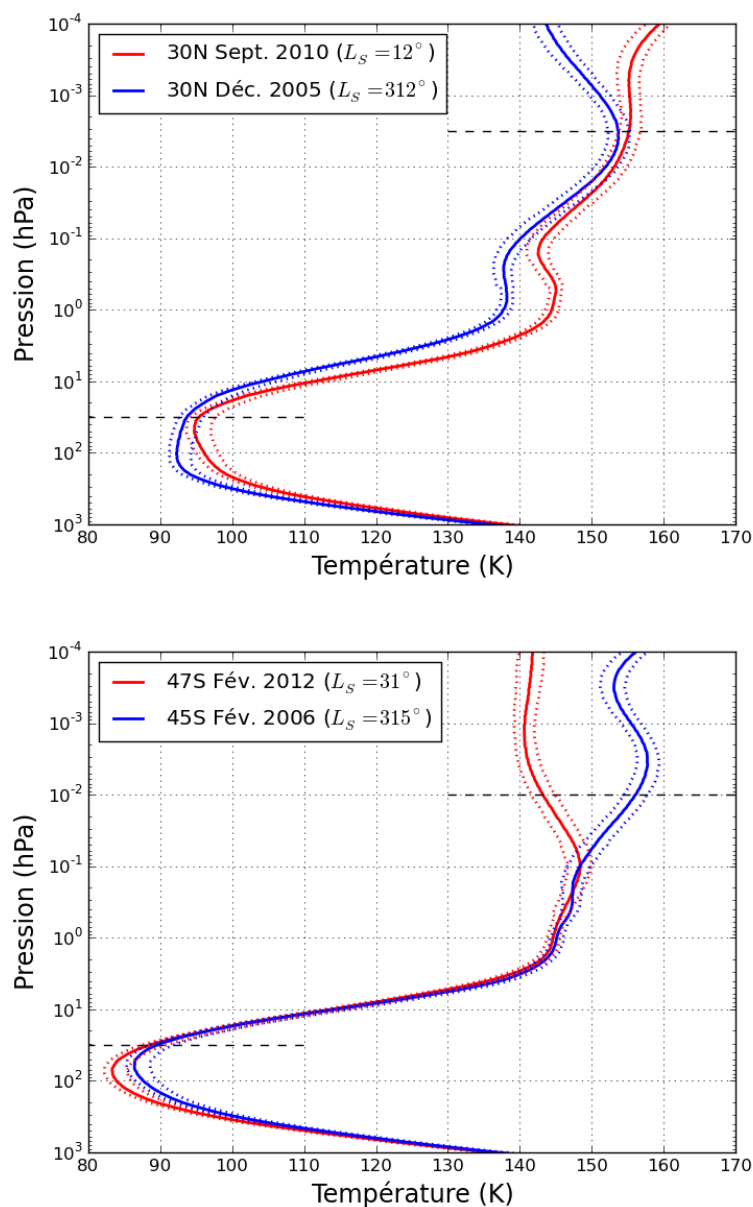 10⁻⁴
30N Sept. 2010 (L_S = 12°)
30N Déc. 2005 (L_S = 312°)
10⁻³
10⁻²
10⁻¹
10⁰
10¹
10²
10³
Pression (hPa)
80 90 100 110 120 130 140 150 160 170
Température (K)
10⁻⁴
47S Fév. 2012 (L_S = 31°)
45S Fév. 2006 (L_S = 315°)
10⁻³
10⁻²
10⁻¹
10⁰
10¹
10²
10³
Pression (hPa)
80 90 100 110 120 130 140 150 160 170
Température (K)